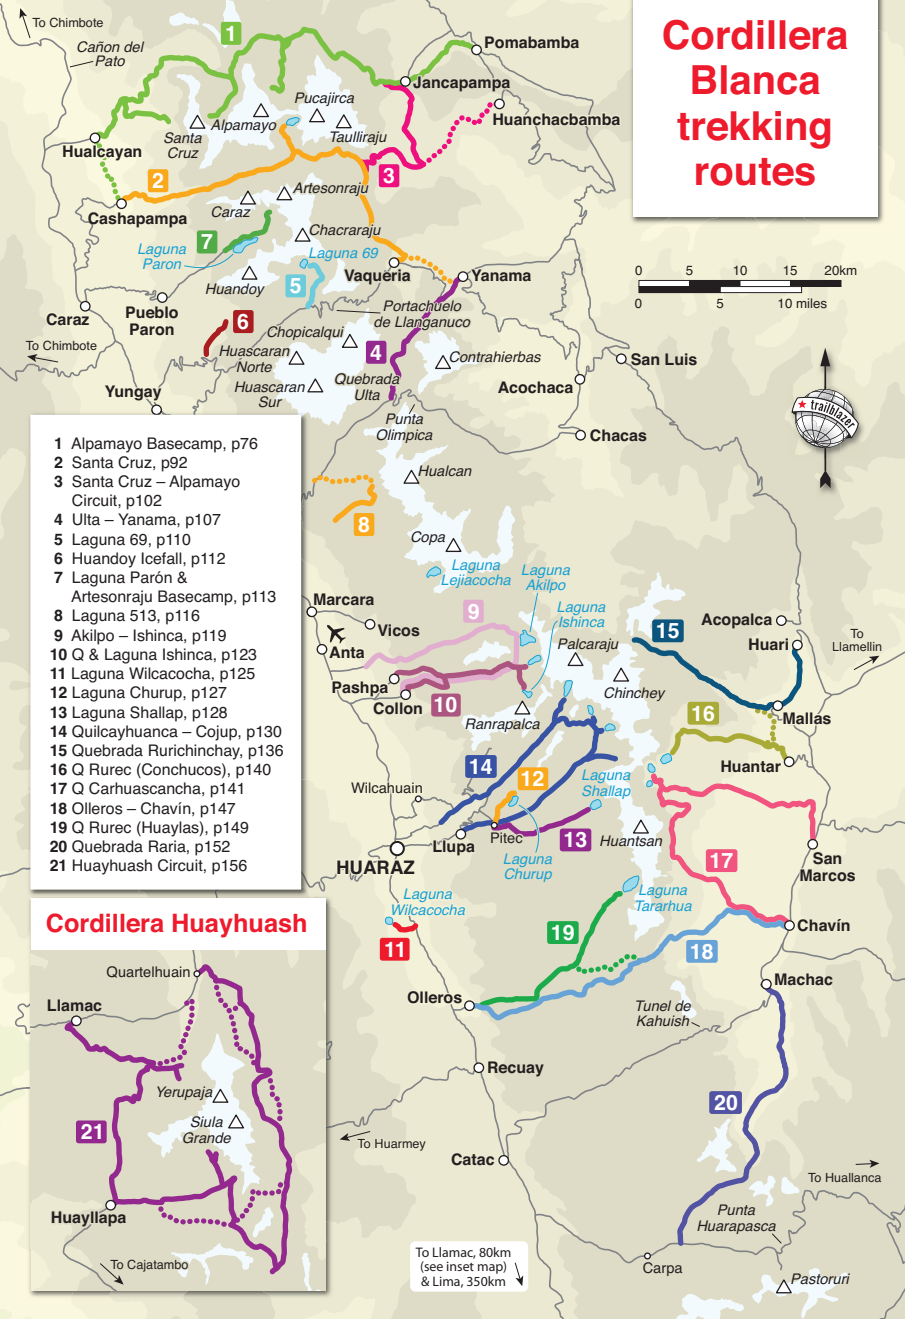 Cordillera
Blanca
trekking
routes
To Chimbote
Cañon del
Pato
1
Pomabamba
Jancapampa
Huanchacbamba
Pucajirca
Alpamayo
Taulliraju
Santa
Cruz
Hualcayan
2
3
Cashapampa
Artesonraju
Caraz
Chacraraju
7
Laguna
Paron
Laguna 69
5
Vaqueria
Yanama
Huandoy
Caraz
Pueblo
Paron
6
Portachuelo
de Llanganuco
Chopicalqui
To Chimbote
Huascaran
Norte
4
Contrahierbas
San Luis
Huascaran
Sur
Quebrada
Ulta
Acochaca
Yungay
Punta
Olimpica
Chacas
0 5 10 15 20km
0 5 10 miles
trailblazer
1 Alpamayo Basecamp, p76
2 Santa Cruz, p92
3 Santa Cruz – Alpamayo
Circuit, p102
4 Ulta – Yanama, p107
5 Laguna 69, p110
6 Huandoy Icefall, p112
7 Laguna Parón &
Artesonraju Basecamp, p113
8 Laguna 513, p116
9 Akilpo – Ishinca, p119
10 Q & Laguna Ishinca, p123
11 Laguna Wilcacocha, p125
12 Laguna Churup, p127
13 Laguna Shallap, p128
14 Quilcayhuanca – Cojup, p130
15 Quebrada Rurichinchay, p136
16 Q Rurec (Conchucos), p140
17 Q Carhuascancha, p141
18 Olleros – Chavín, p147
19 Q Rurec (Huaylas), p149
20 Quebrada Raria, p152
21 Huayhuash Circuit, p156
Hualcan
8
Copa
Laguna
Lejiacocha
Laguna
Akilpo
Laguna
Ishinca
Marcara
Vicos
Anta
9
Palcaraju
15
Acopalca
Huari
To
Llamellin
Pashpa
Collon
10
Chinchey
Ranrapalca
16
Mallas
Huantar
14
12
Laguna
Shallap
Wilcahuain
Llupa
Pitec
13
Huantsan
HUARAZ
Laguna
Churup
17
San
Marcos
Laguna
Wilcacocha
Laguna
Tararhua
11
19
18
Chavín
Olleros
Machac
Tunel de
Kahuish
Recuay
20
To Huarmey
Catac
To Huallanca
Punta
Huarapasca
To Llamac, 80km
(see inset map)
& Lima, 350km
Carpa
Pastoruri
Cordillera Huayhuash
Quartelhuain
Llamac
Yerupaja
Siula
Grande
21
Huayllapa
To Cajatambo